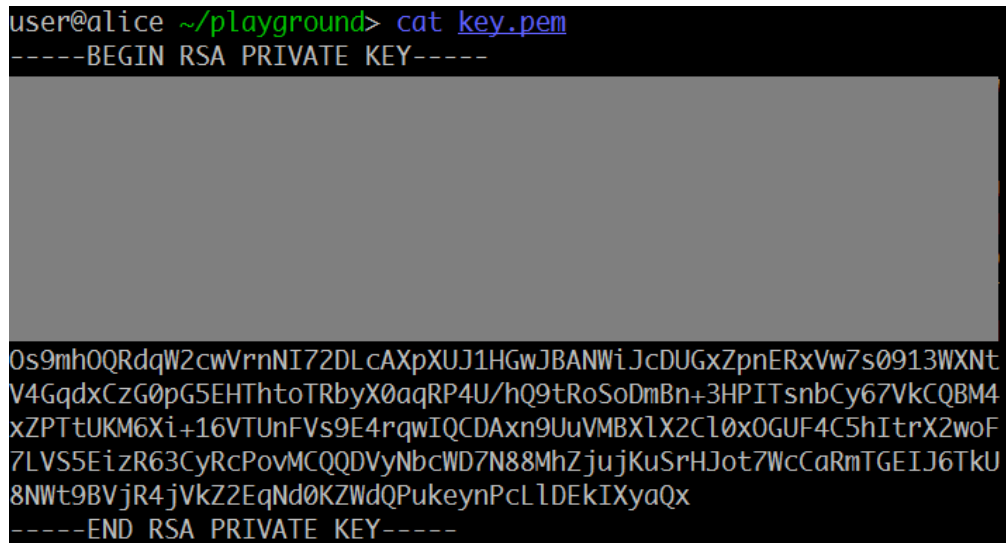 user@alice ~/playground> cat key.pem
-----BEGIN RSA PRIVATE KEY-----
Os9mhOQRdqW2cwVrnNI72DLcAXpXUJ1HGwJBANWiJcDUGxZpnERxVw7s0913WXNt
V4GqdxCzG0pG5EHThtoTRbyX0aqRP4U/hQ9tRoSoDmBn+3HPITsnbCy67VkCQBM4
xZPTtUKM6Xi+16VTUnFVs9E4rqwIQCDAxn9UuVMBXlX2Cl0xOGUF4C5hItrX2woF
7LVS5EizR63CyRcPovMCQQDVyNbcWD7N88MhZjujKuSrHJot7WcCaRmTGEIJ6TkU
8NWt9BVjR4jVkZ2EqNd0KZWdQPukeynPcLlDEkIXyaQx
-----END RSA PRIVATE KEY-----